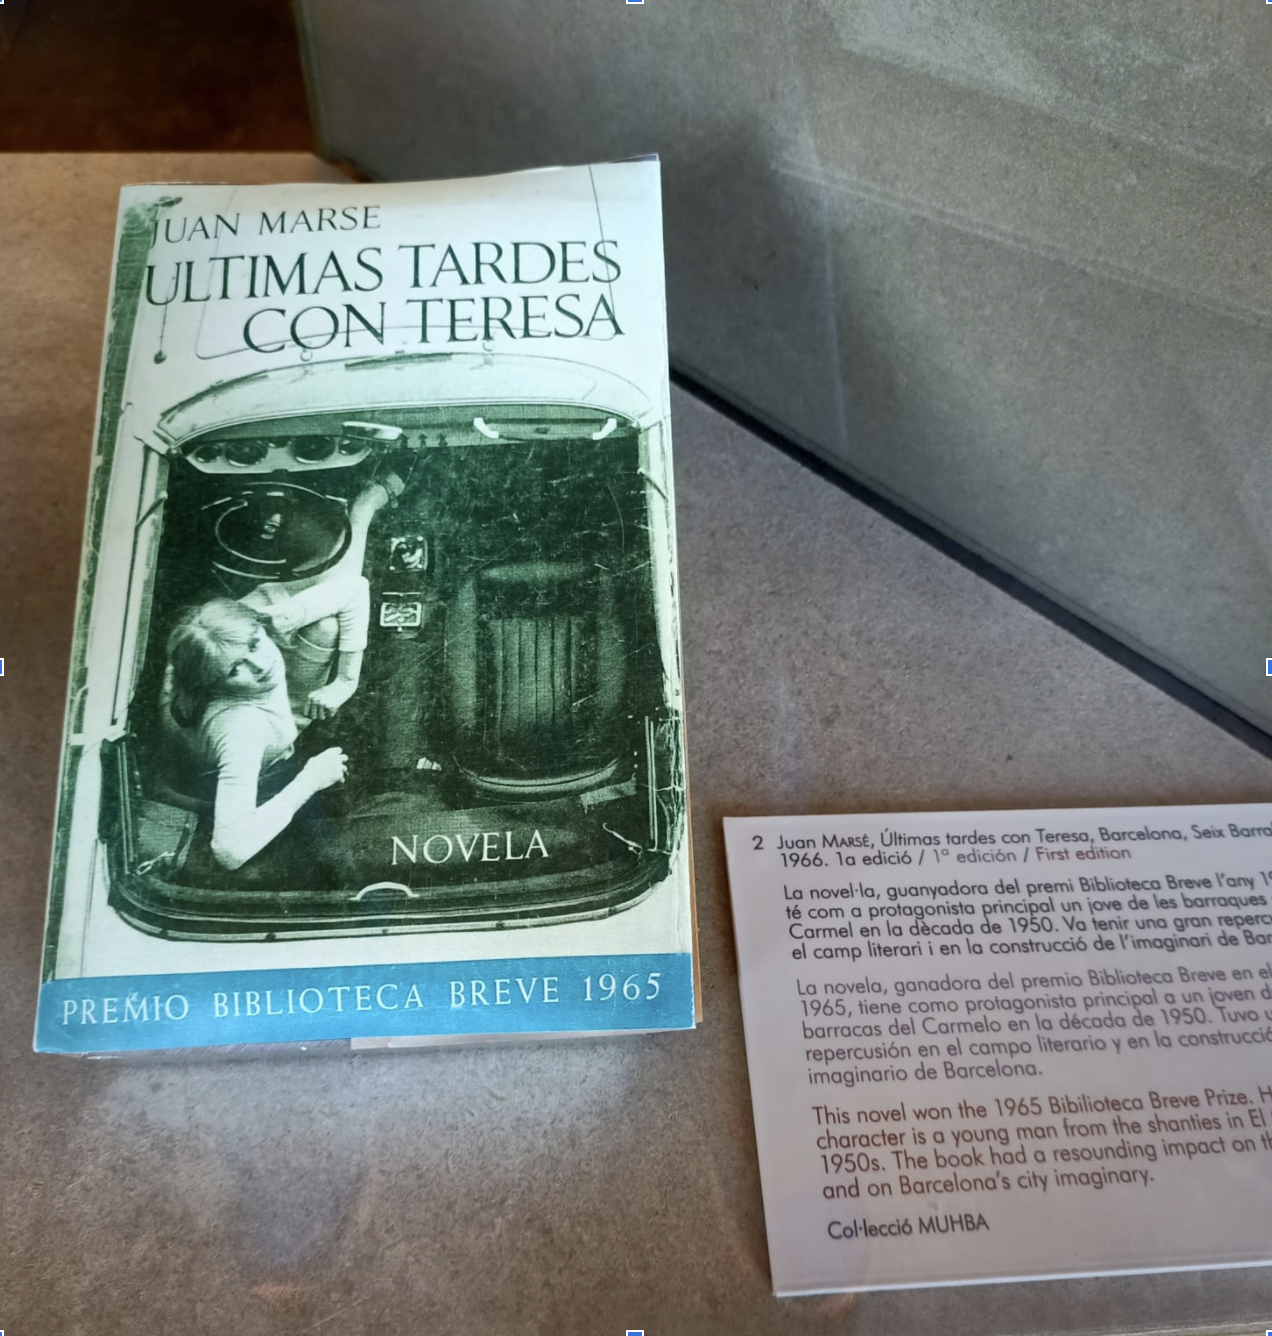 JUAN MARSE
ULTIMAS TARDES
CON TERESA
NOVELA
PREMIO BIBLIOTECA BREVE 1965
2 Juan MARSÉ, Últimas tardes con Teresa, Barcelona, Seix Barral
1966. 1a edició / 1ª edición / First edition
La novel·la, guanyadora del premi Biblioteca Breve l'any
té com a protagonista principal un jove de les barraques
Carmel en la dècada de 1950. Va tenir una gran
el camp literari i en la construcció de l'imaginari de
La novela, ganadora del premio Biblioteca Breve en el
1965, tiene como protagonista principal a un joven
barracas del Carmelo en la década de 1950. Tuvo
repercusión en el campo literario y en la
imaginario de Barcelona.
This novel won the 1965 Bibilioteca Breve Prize.
character is a young man from the shanties in El
1950s. The book had a resounding impact on
and on Barcelona's city imaginary.
Col·lecció MUHBA